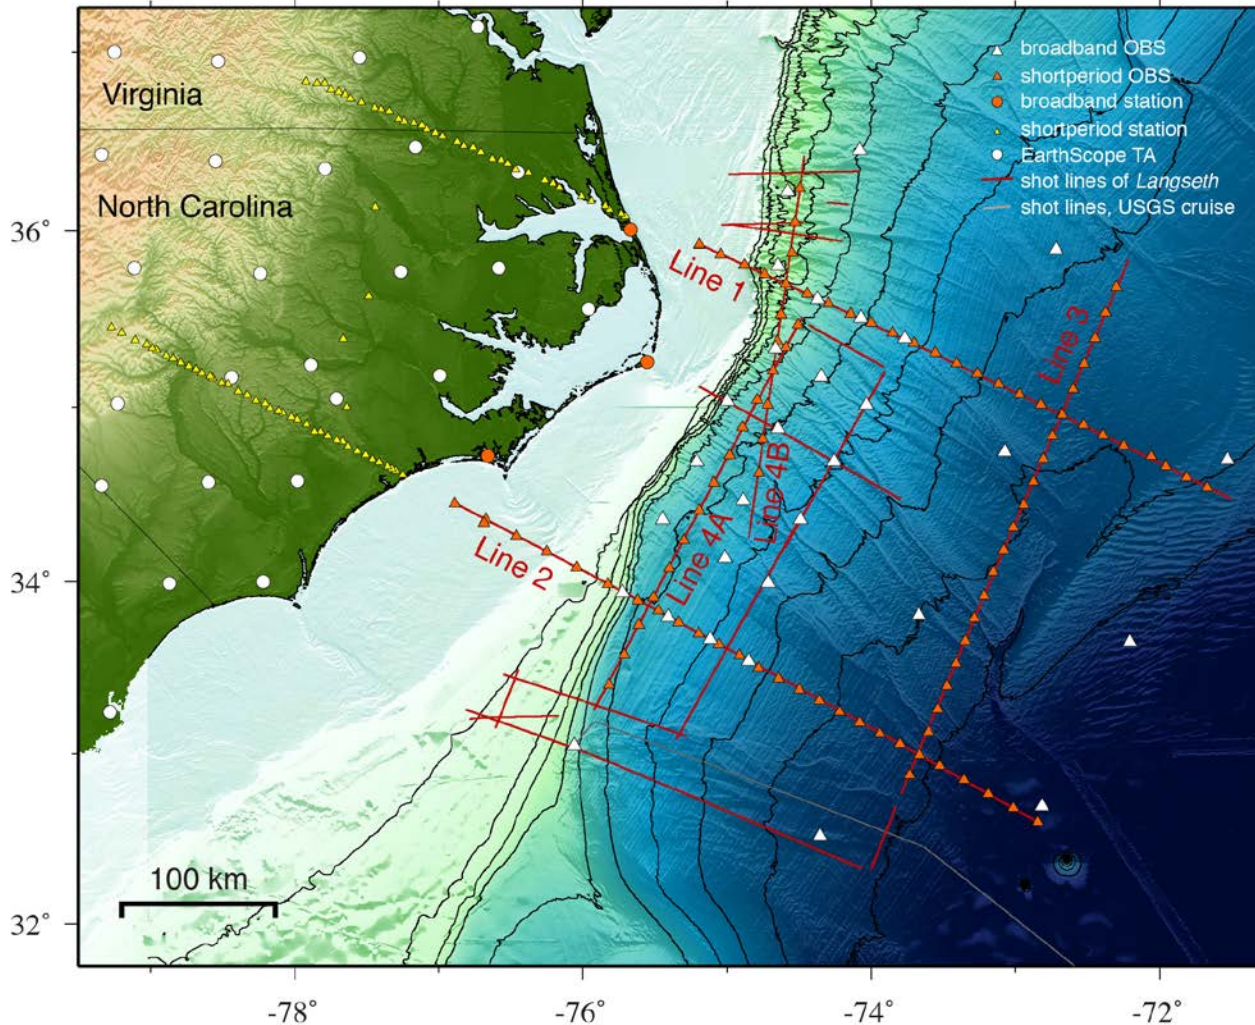 broadband OBS
shortperiod OBS
broadband station
shortperiod station
EarthScope TA
shot lines of Langseth
shot lines, USGS cruise
Virginia
North Carolina
Line 1
Line 3
Line 4B
Line 4A
Line 2
100 km
36°
34°
32°
-78° -76° -74° -72°